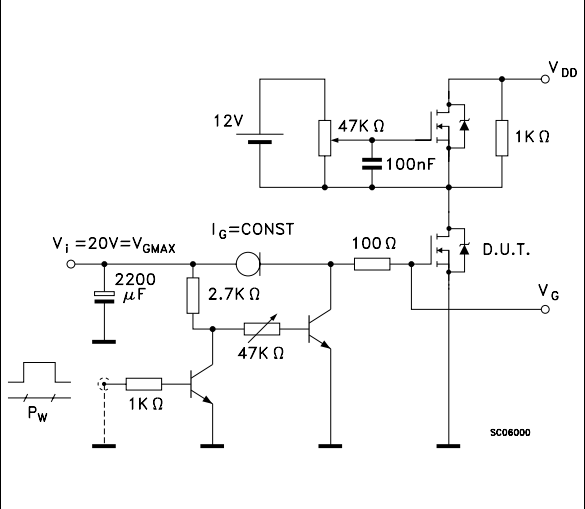 V DD
12V
47K Ω
1K Ω
100nF
V i =20V=V GMAX
I G =CONST
100 Ω
D.U.T.
2200
μF
2.7K Ω
V G
47K Ω
1K Ω
P W
SC06000